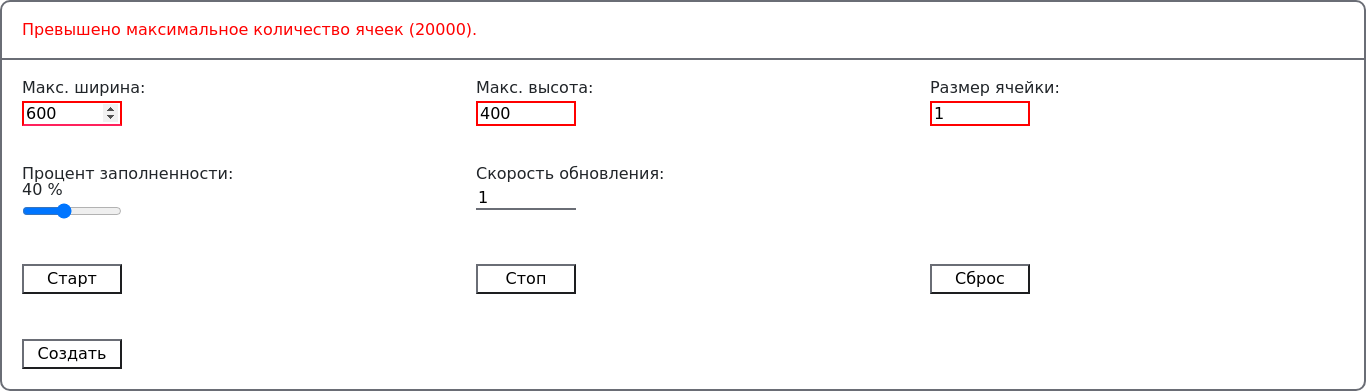 Превышено максимальное количество ячеек (20000).
Макс. ширина: Макс. высота: Размер ячейки:
600 400 1
Процент заполненности: Скорость обновления:
40 %
1
Старт Стоп Сброс
Создать